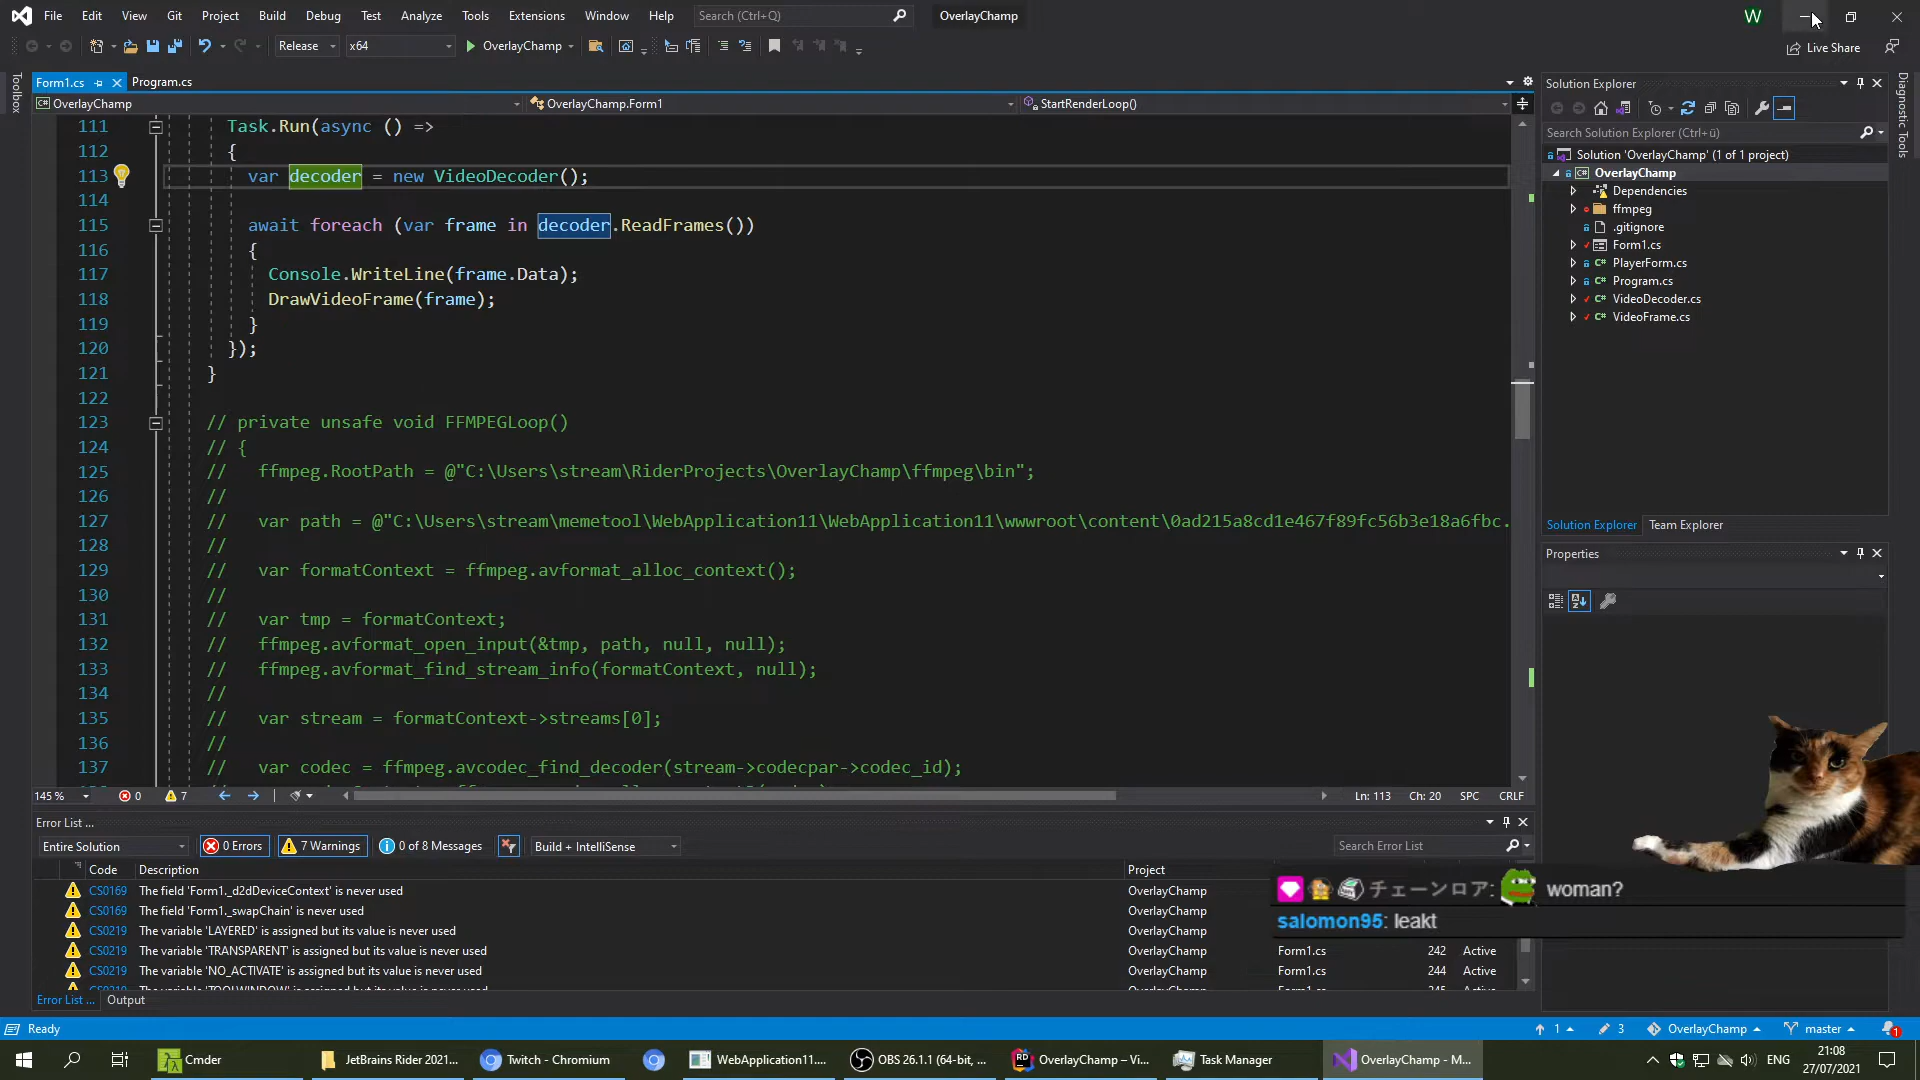 File Edit View Git Project Build Debug Test Analyze Tools Extensions Window Help Search (Ctrl+Q) OverlayChamp W
Release x64 OverlayChamp Live Share
Toolbox
Form1.cs Program.cs
OverlayChamp OverlayChamp.Form1 StartRenderLoop()
111 Task.Run(async () =>
112 {
113 var decoder = new VideoDecoder();
114
115 await foreach (var frame in decoder.ReadFrames())
116 {
117 Console.WriteLine(frame.Data);
118 DrawVideoFrame(frame);
119 }
120 });
121 }
122
123 // private unsafe void FFMPEGLoop()
124 // {
125 // ffmpeg.RootPath = @"C:\Users\stream\RiderProjects\OverlayChamp\ffmpeg\bin";
126 //
127 // var path = @"C:\Users\stream\memetool\WebApplication11\WebApplication11\wwwroot\content\0ad215a8cd1e467f89fc56b3e18a6fbc.
128 //
129 // var formatContext = ffmpeg.avformat_alloc_context();
130 //
131 // var tmp = formatContext;
132 // ffmpeg.avformat_open_input(&tmp, path, null, null);
133 // ffmpeg.avformat_find_stream_info(formatContext, null);
134 //
135 // var stream = formatContext->streams[0];
136 //
137 // var codec = ffmpeg.avcodec_find_decoder(stream->codecpar->codec_id);
145 % 0 7 Ln: 113 Ch: 20 SPC CRLF
Solution Explorer
Search Solution Explorer (Ctrl+ü)
Solution 'OverlayChamp' (1 of 1 project)
OverlayChamp
Dependencies
ffmpeg
.gitignore
Form1.cs
PlayerForm.cs
Program.cs
VideoDecoder.cs
VideoFrame.cs
Solution Explorer Team Explorer
Properties
Diagnostic Tools
Error List ...
Entire Solution 0 Errors 7 Warnings 0 of 8 Messages Build + IntelliSense Search Error List
Code Description Project
CS0169 The field 'Form1._d2dDeviceContext' is never used OverlayChamp
CS0169 The field 'Form1._swapChain' is never used OverlayChamp
CS0219 The variable 'LAYERED' is assigned but its value is never used OverlayChamp
CS0219 The variable 'TRANSPARENT' is assigned but its value is never used OverlayChamp Form1.cs 242 Active
CS0219 The variable 'NO_ACTIVATE' is assigned but its value is never used OverlayChamp Form1.cs 244 Active
チェーンロア: woman?
salomon95: leakt
Error List ... Output
Ready 1 3 OverlayChamp master 1
Cmder JetBrains Rider 2021... Twitch - Chromium WebApplication11.... OBS 26.1.1 (64-bit, ... OverlayChamp – Vi... Task Manager OverlayChamp - M... ENG 21:08
27/07/2021